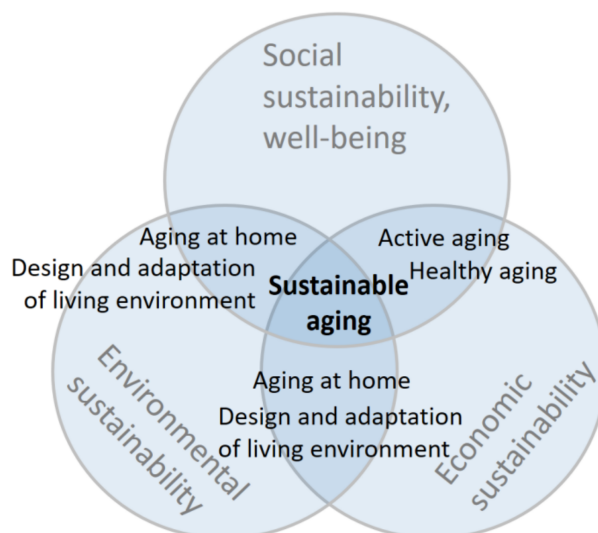 Social
sustainability,
well-being
Aging at home
Design and adaptation
of living environment
Active aging
Healthy aging
Sustainable
aging
Environmental
sustainability
Aging at home
Design and adaptation
of living environment
Economic
sustainability